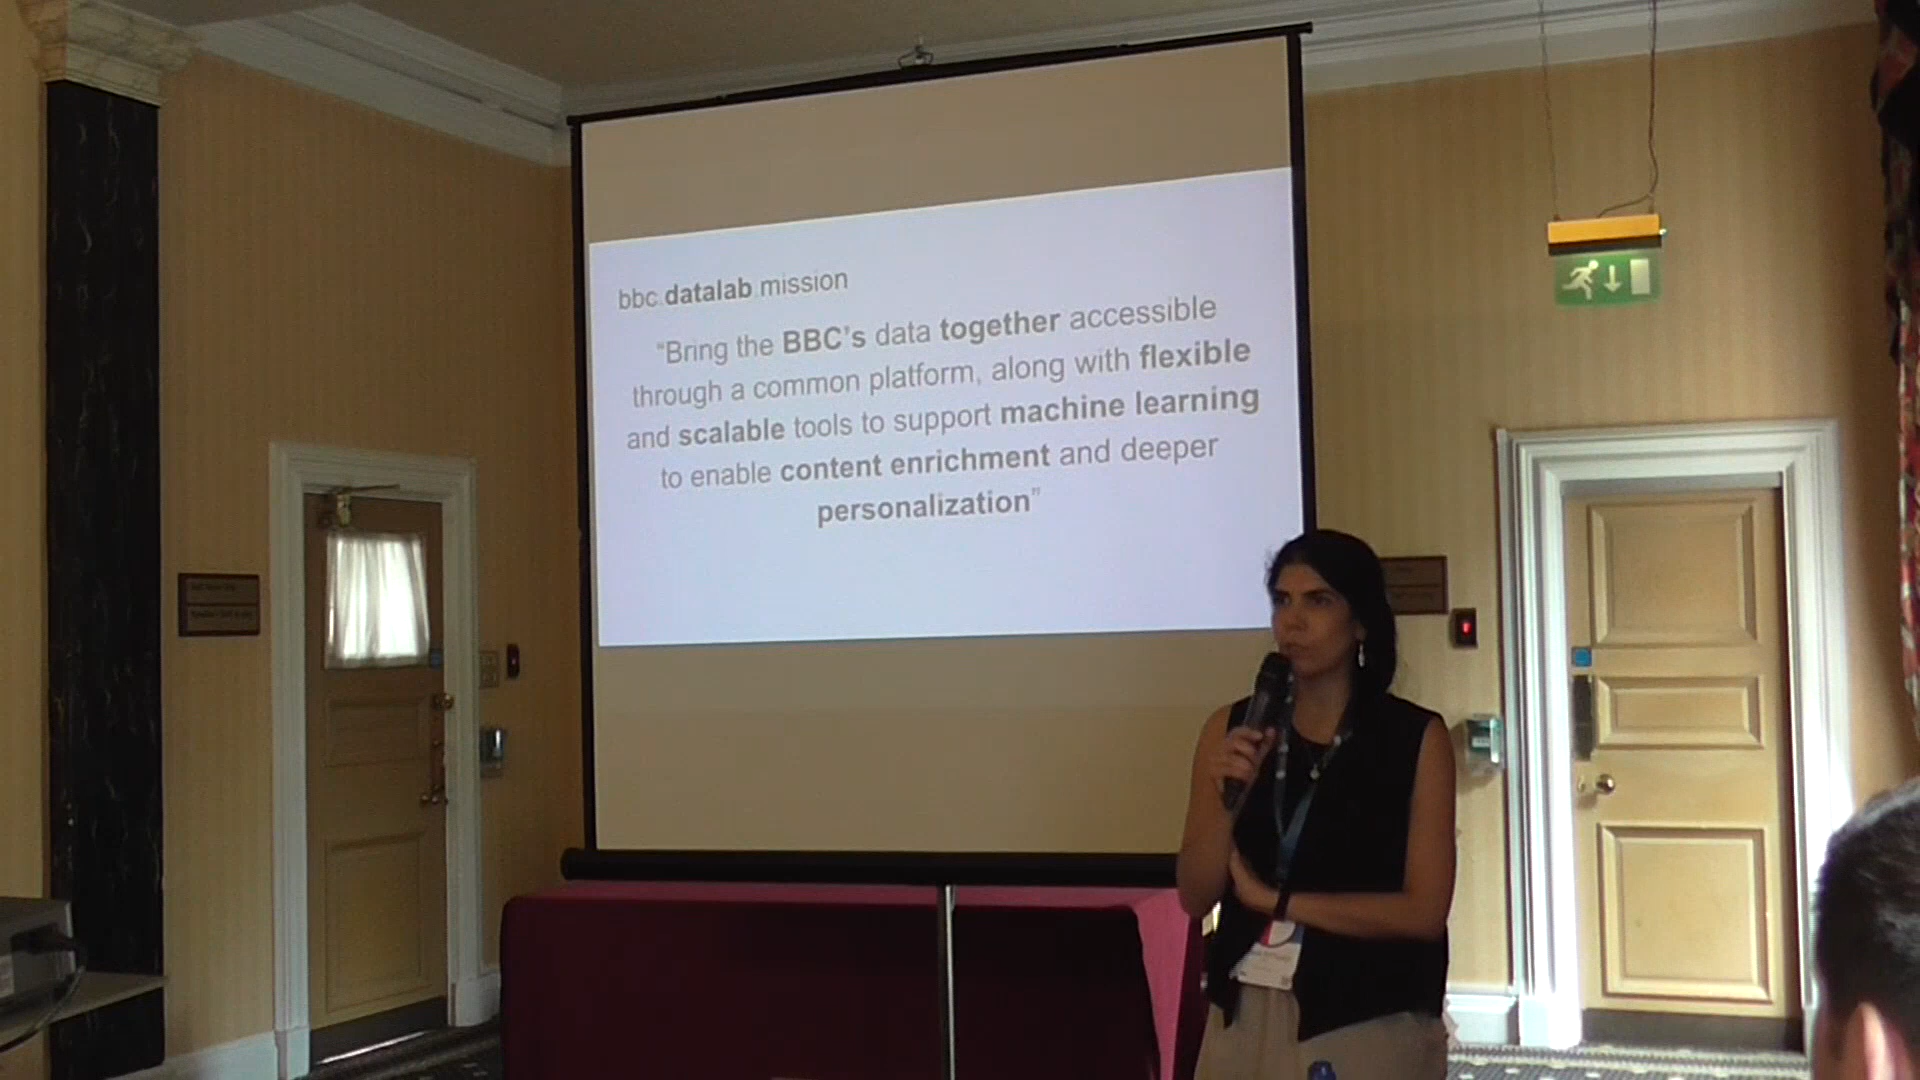 bbc.datalab.mission
“Bring the BBC's data together accessible
through a common platform, along with flexible
and scalable tools to support machine learning
to enable content enrichment and deeper
personalization”